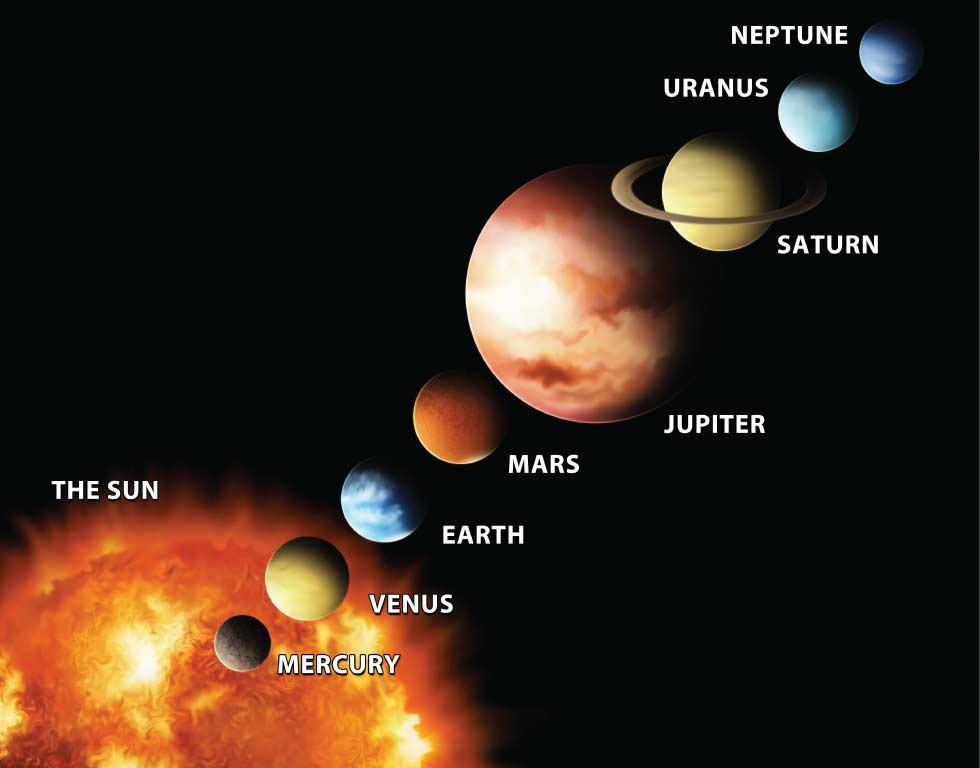 NEPTUNE
URANUS
SATURN
JUPITER
MARS
THE SUN
EARTH
VENUS
MERCURY